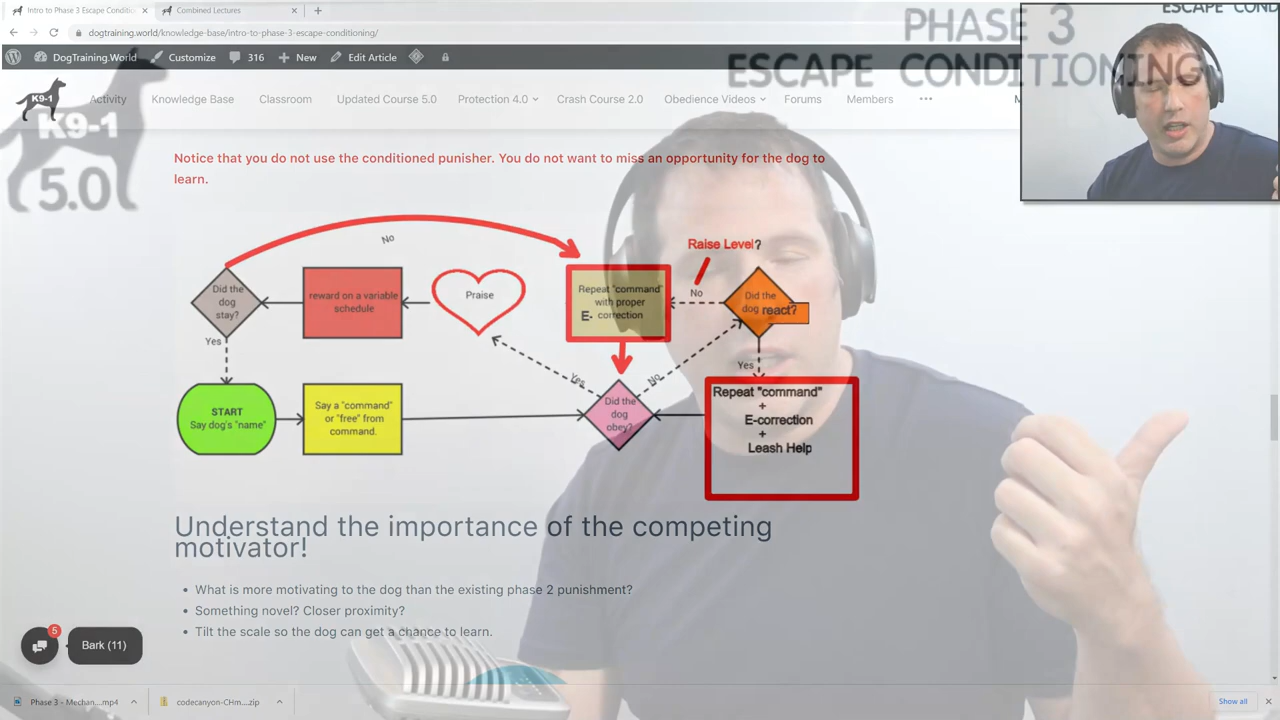 Intro to Phase 3 Escape Conditi
Combined Lectures
dogtraining.world/knowledge-base/intro-to-phase-3-escape-conditioning/
DogTraining.World
Customize
316
New
Edit Article
PHASE 3
ESCAPE CONDITIONING
ESCAPE COND
K9-1
K9-1
5.0
Activity
Knowledge Base
Classroom
Updated Course 5.0
Protection 4.0
Crash Course 2.0
Obedience Videos
Forums
Members
Notice that you do not use the conditioned punisher. You do not want to miss an opportunity for the dog to
learn.
No
Raise Level?
Did the
dog
stay?
reward on a variable
schedule
Praise
Repeat "command"
with proper
E- correction
No
Did the
dog react?
Yes
Yes
No
Yes
START
Say dog's "name"
Say a "command"
or "free" from
command.
Did the
dog
obey?
Repeat "command"
+
E-correction
+
Leash Help
Understand the importance of the competing
motivator!
What is more motivating to the dog than the existing phase 2 punishment?
Something novel? Closer proximity?
Tilt the scale so the dog can get a chance to learn.
5
Bark (11)
Phase 3 - Mechan....mp4
codecanyon-CHm....zip
Show all